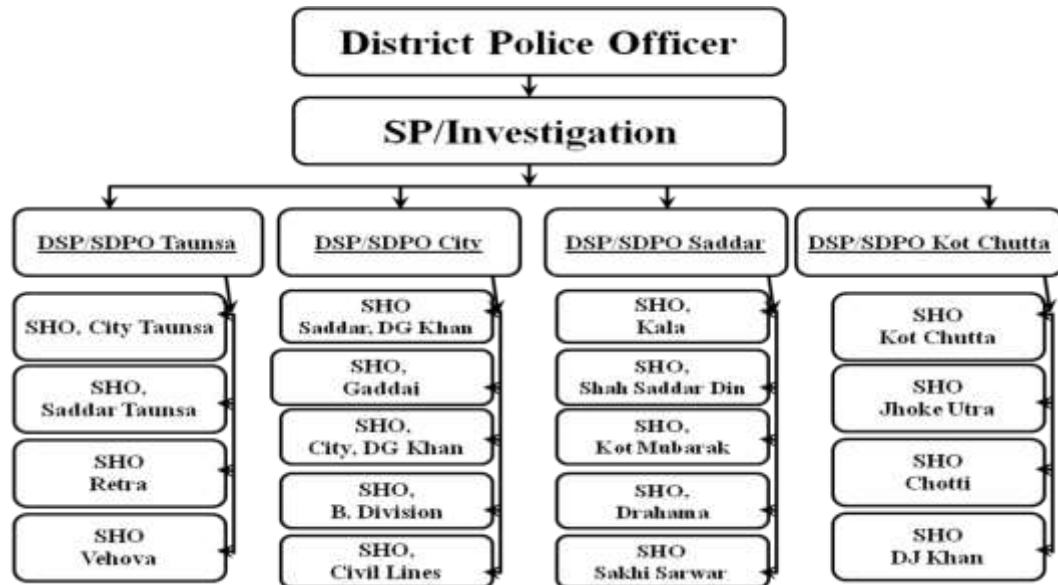 District Police Officer
SP/Investigation
DSP/SDPO Taunsa
SHO, City Taunsa
SHO,
Saddar Taunsa
SHO
Retra
SHO
Vehova
DSP/SDPO City
SHO
Saddar, DG Khan
SHO,
Gaddai
SHO,
City, DG Khan
SHO,
B. Division
SHO,
Civil Lines
DSP/SDPO Saddar
SHO,
Kala
SHO,
Shah Saddar Din
SHO,
Kot Mubarak
SHO,
Drahama
SHO
Sakhi Sarwar
DSP/SDPO Kot Chutta
SHO
Kot Chutta
SHO
Jhoke Utra
SHO
Chotti
SHO
DJ Khan